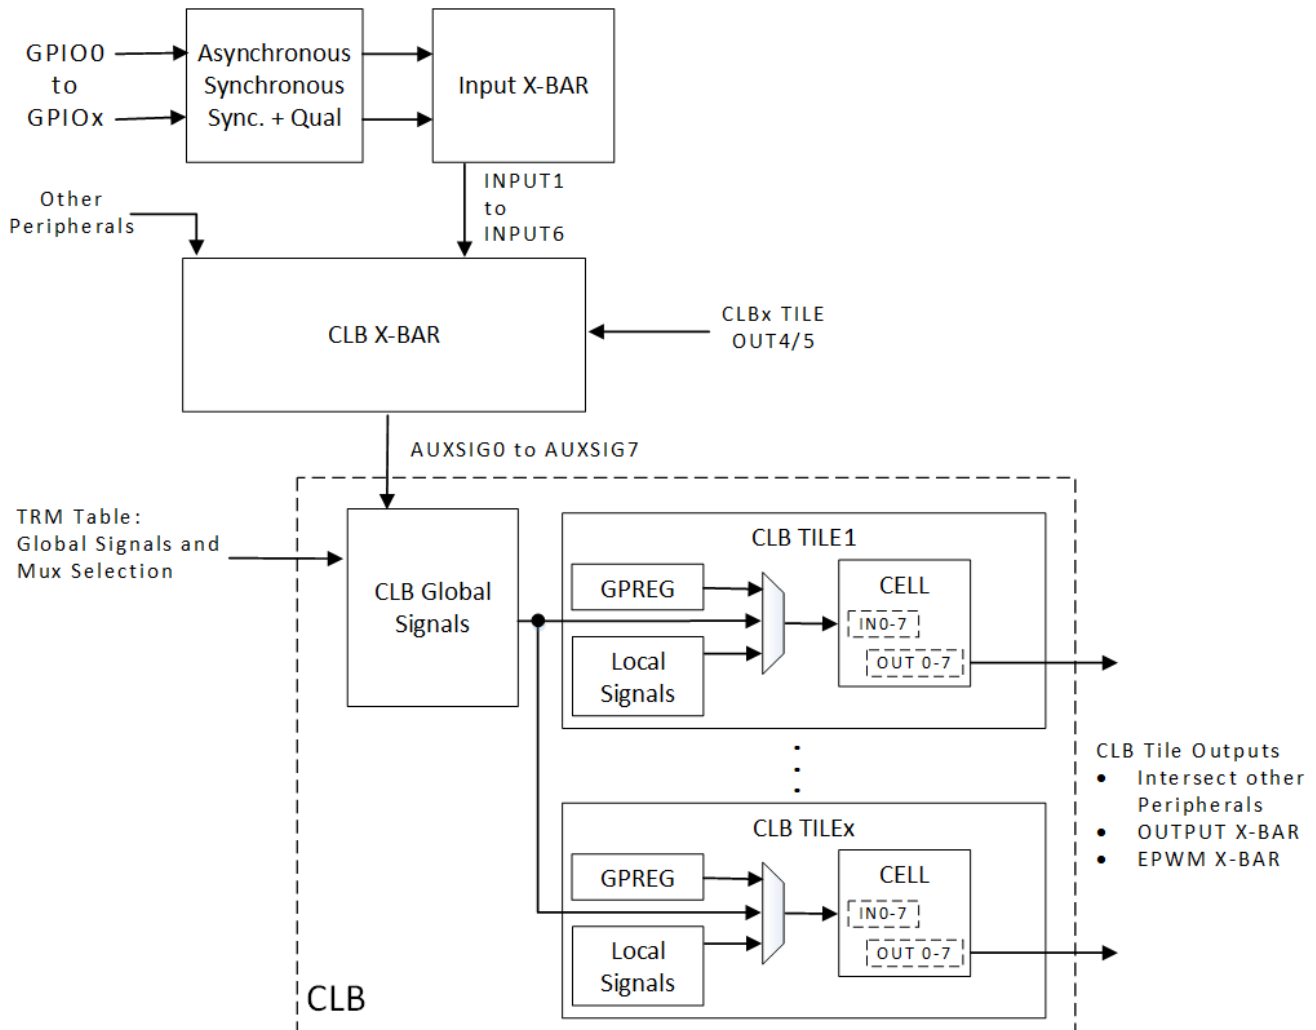 GPIO0
to
GPIOx
Asynchronous
Synchronous
Sync. + Qual
Input X-BAR
INPUT1
to
INPUT6
Other
Peripherals
CLB X-BAR
CLBx TILE
OUT4/5
AUXSIG0 to AUXSIG7
TRM Table:
Global Signals and
Mux Selection
CLB Global
Signals
CLB TILE1
GPREG
Local
Signals
CELL
IN0-7
OUT 0-7
CLB Tile Outputs
• Intersect other
Peripherals
• OUTPUT X-BAR
• EPWM X-BAR
CLB TILEx
GPREG
Local
Signals
CELL
IN0-7
OUT 0-7
CLB